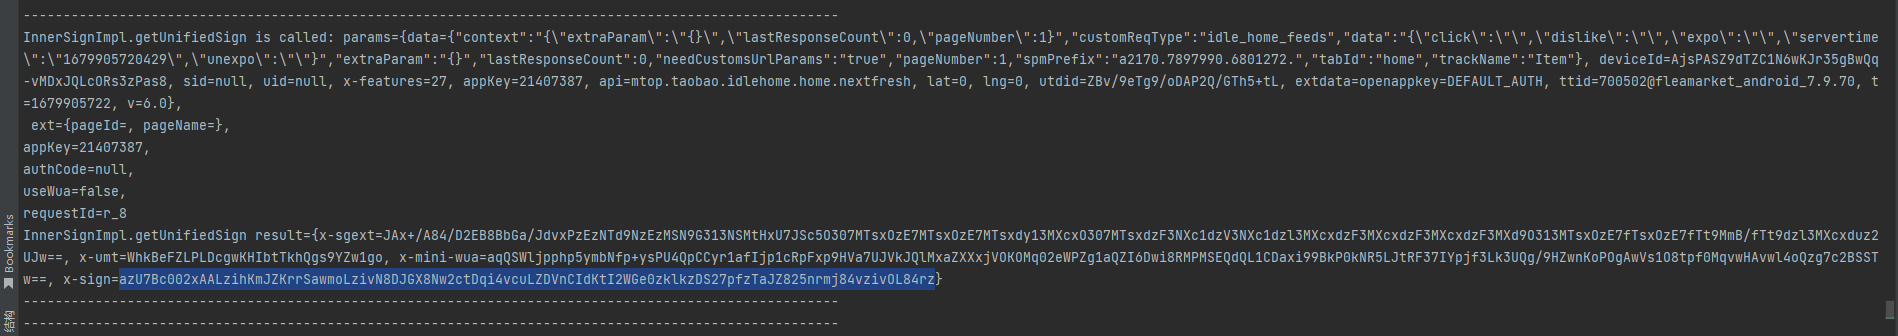 --------------------------------------------------------------------------------------------------------
InnerSignImpl.getUnifiedSign is called: params={data={"context":"{\"extraParam\":\"{}\",\"lastResponseCount\":0,\"pageNumber\":1}","customReqType":"idle_home_feeds","data":"{\"click\":\"\",\"dislike\":\"\",\"expo\":\"\",\"servertime
\":\"1679905720429\",\"unexpo\":\"\"}","extraParam":"{}","lastResponseCount":0,"needCustomsUrlParams":"true","pageNumber":1,"spmPrefix":"a2170.7897990.6801272.","tabId":"home","trackName":"Item"}, deviceId=AjsPASZ9dTZC1N6wKJr35gBwQq
-vMDxJQLcORs3zPas8, sid=null, uid=null, x-features=27, appKey=21407387, api=mtop.taobao.idlehome.home.nextfresh, lat=0, lng=0, utdid=ZBv/9eTg9/oDAP2Q/GTh5+tL, extdata=openappkey=DEFAULT_AUTH, ttid=700502@fleamarket_android_7.9.70, t
=1679905722, v=6.0},
ext={pageId=, pageName=},
appKey=21407387,
authCode=null,
useWua=false,
requestId=r_8
InnerSignImpl.getUnifiedSign result={x-sgext=JAx+/A84/D2EB8BbGa/JdvxPzEzNTd9NzEzMSN9G313NSMtHxU7JSc5O307MTsxOzE7MTsxOzE7MTsxdy13MXcxO307MTsxdzF3NXc1dzV3NXc1dzl3MXcxdzF3MXcxdzF3MXcxdzF3MXd9O313MTsxOzE7fTsxOzE7fTt9MmB/fTt9dzl3MXcxduz2
UJw==, x-umt=WhkBeFZLPLDcgwKHIbtTkhQgs9YZw1go, x-mini-wua=aqQSWljpphp5ymbNfp+ysPU4QpCCyr1afIjp1cRpFxp9HVa7UJVkJQlMxaZXXxjVOKOMq02eWPZg1aQZI6Dwi8RMPMSEQdQL1CDaxi99BkP0kNR5LJtRF37IYpjf3Lk3UQg/9HZwnKoPOgAwVs1O8tpf0MqvwHAvwl4oQzg7c2BSST
w==, x-sign=azU7Bc002xAALzihKmJZKrrSawmoLzivN8DJGX8Nw2ctDqi4vcuLZDVnCIdKtI2WGe0zklkzDS27pfzTaJZ825nrmj84vzivOL84rz}
--------------------------------------------------------------------------------------------------------
--------------------------------------------------------------------------------------------------------
Bookmarks
结构